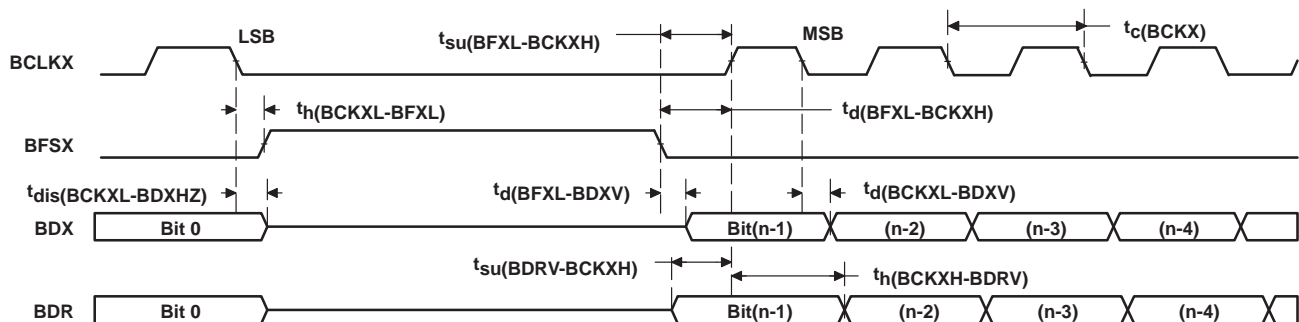 LSB
t_su(BFXL-BCKXH)
MSB
t_c(BCKX)
BCLKX
t_h(BCKXL-BFXL)
t_d(BFXL-BCKXH)
BFSX
t_dis(BCKXL-BDXHZ)
t_d(BFXL-BDXV)
t_d(BCKXL-BDXV)
BDX Bit 0 Bit(n-1) (n-2) (n-3) (n-4)
t_su(BDRV-BCKXH)
t_h(BCKXH-BDRV)
BDR Bit 0 Bit(n-1) (n-2) (n-3) (n-4)